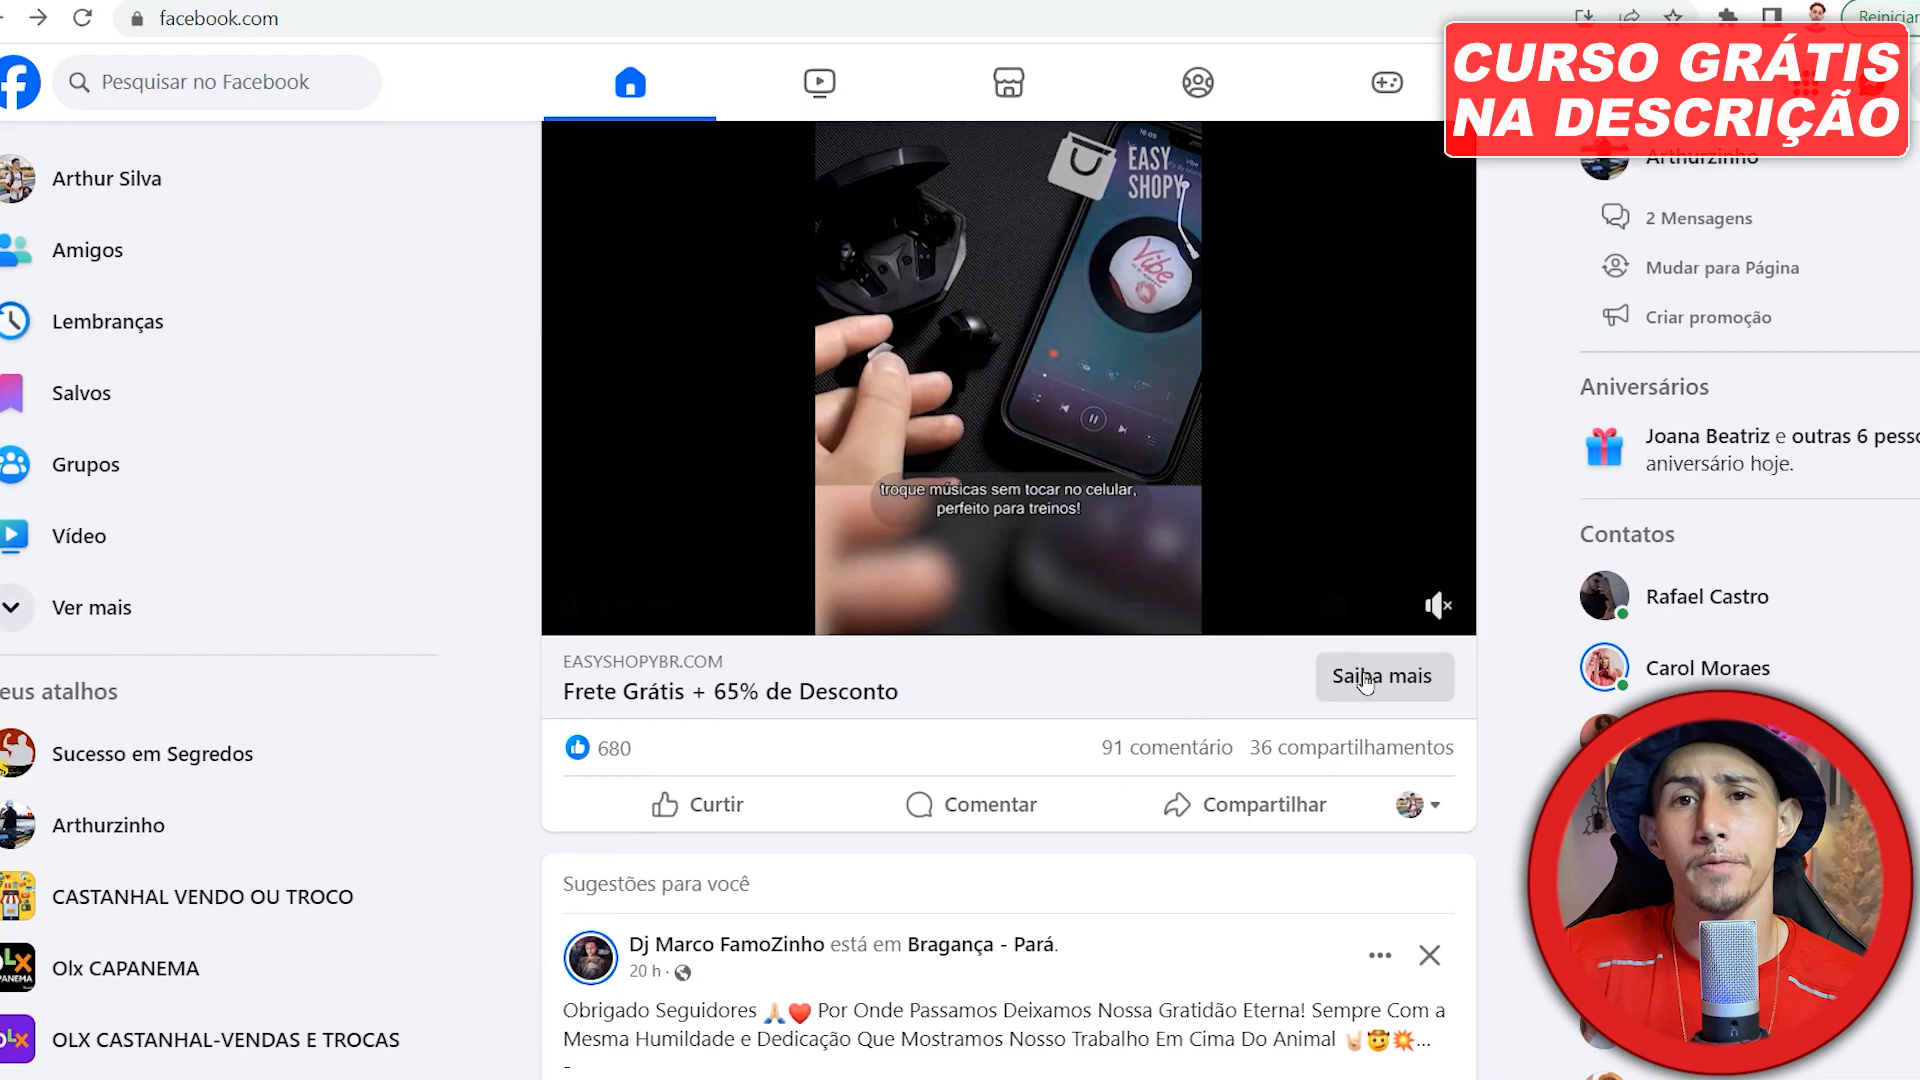 facebook.com
Reiniciar
CURSO GRÁTIS
NA DESCRIÇÃO
Pesquisar no Facebook
Arthur Silva
Amigos
Lembranças
Salvos
Grupos
Vídeo
Ver mais
eus atalhos
Sucesso em Segredos
Arthurzinho
CASTANHAL VENDO OU TROCO
Olx CAPANEMA
OLX CASTANHAL-VENDAS E TROCAS
16:05
EASY
SHOPY
Vibe
troque músicas sem tocar no celular,
perfeito para treinos!
EASYSHOPYBR.COM
Frete Grátis + 65% de Desconto
Saiba mais
680
91 comentário 36 compartilhamentos
Curtir
Comentar
Compartilhar
Sugestões para você
Dj Marco FamoZinho está em Bragança - Pará.
20 h ·
Obrigado Seguidores 🙏🏻❤️ Por Onde Passamos Deixamos Nossa Gratidão Eterna! Sempre Com a
Mesma Humildade e Dedicação Que Mostramos Nosso Trabalho Em Cima Do Animal 🤘🏻🤠💥...
-
Arthurzinho
2 Mensagens
Mudar para Página
Criar promoção
Aniversários
Joana Beatriz e outras 6 pesso
aniversário hoje.
Contatos
Rafael Castro
Carol Moraes